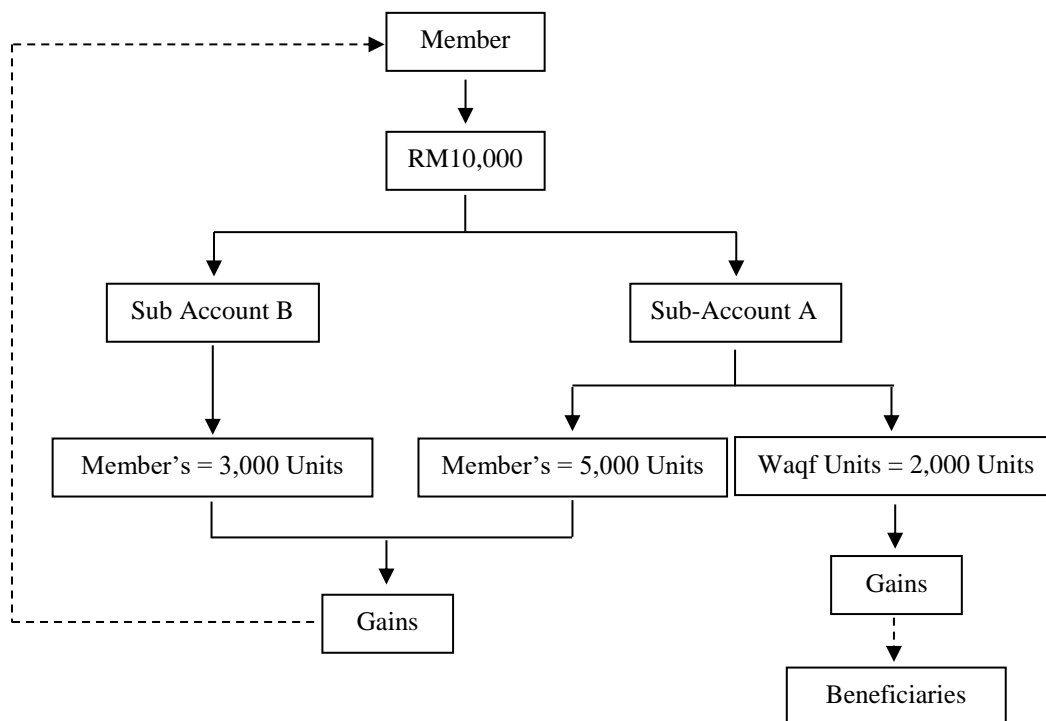 Member
RM10,000
Sub Account B
Sub-Account A
Member’s = 3,000 Units
Member’s = 5,000 Units
Waqf Units = 2,000 Units
Gains
Gains
Beneficiaries